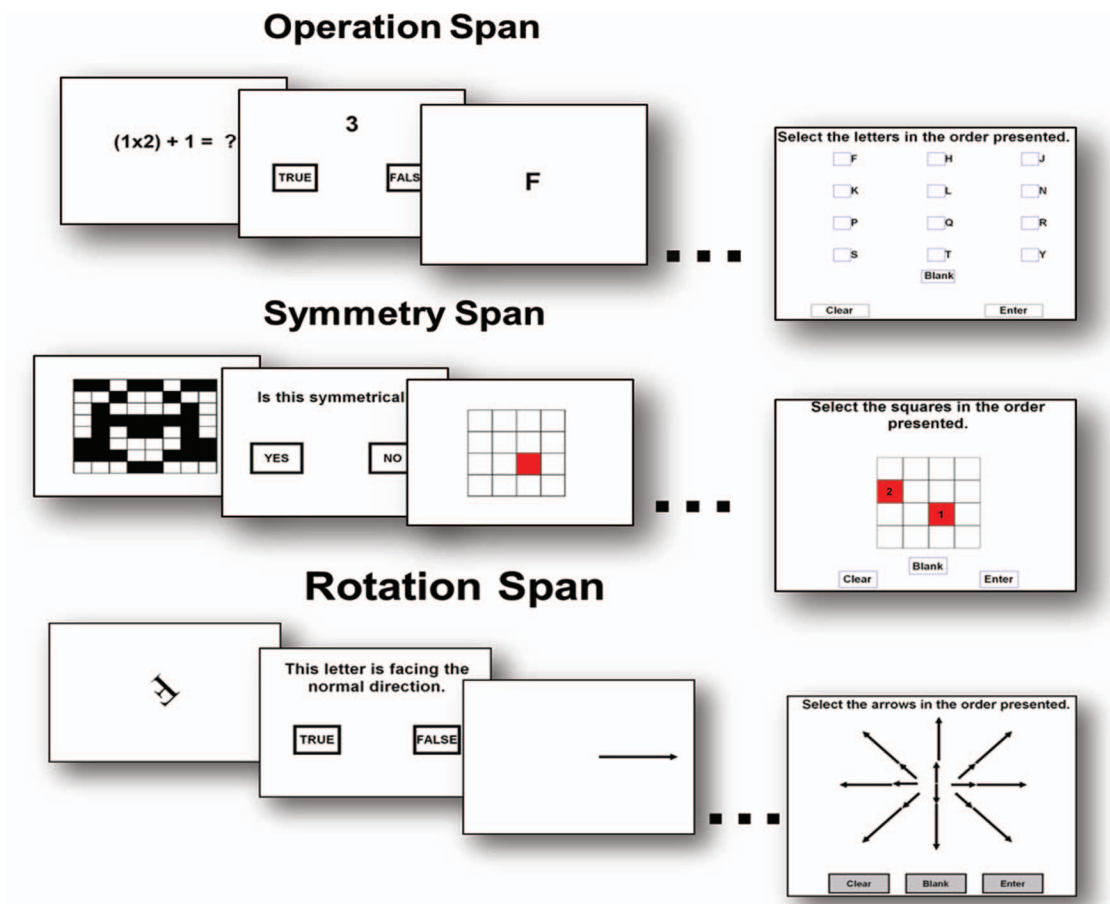 Operation Span
(1x2) + 1 = ?
3
TRUE FALS
F
Select the letters in the order presented.
F H J
K L N
P Q R
S T Y
Blank
Clear Enter
Symmetry Span
Is this symmetrical
YES NO
Select the squares in the order
presented.
2
1
Blank
Clear Enter
Rotation Span
F
This letter is facing the
normal direction.
TRUE FALSE
Select the arrows in the order presented.
Clear Blank Enter